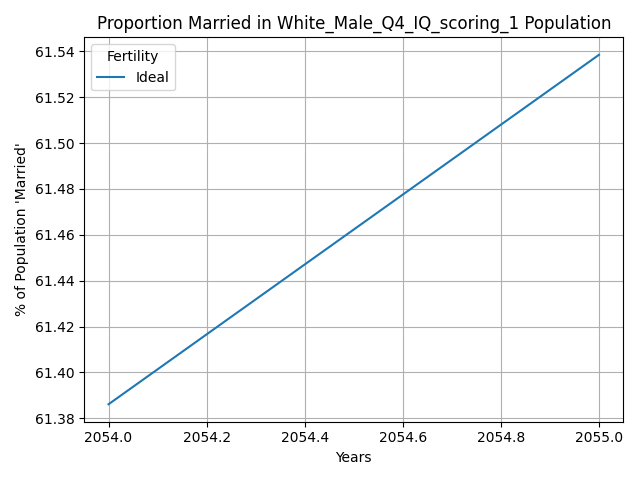 Proportion Married in White_Male_Q4_IQ_scoring_1 Population
61.54
61.52
61.50
61.48
61.46
61.44
61.42
61.40
61.38
% of Population 'Married'
Fertility
Ideal
2054.0 2054.2 2054.4 2054.6 2054.8 2055.0
Years